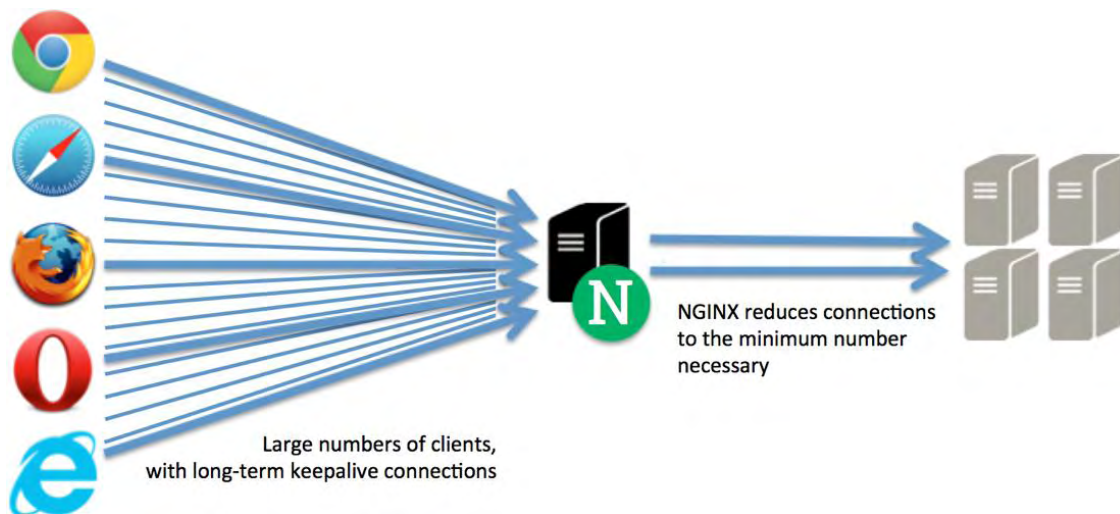 N
NGINX reduces connections
to the minimum number
necessary
Large numbers of clients,
with long-term keepalive connections